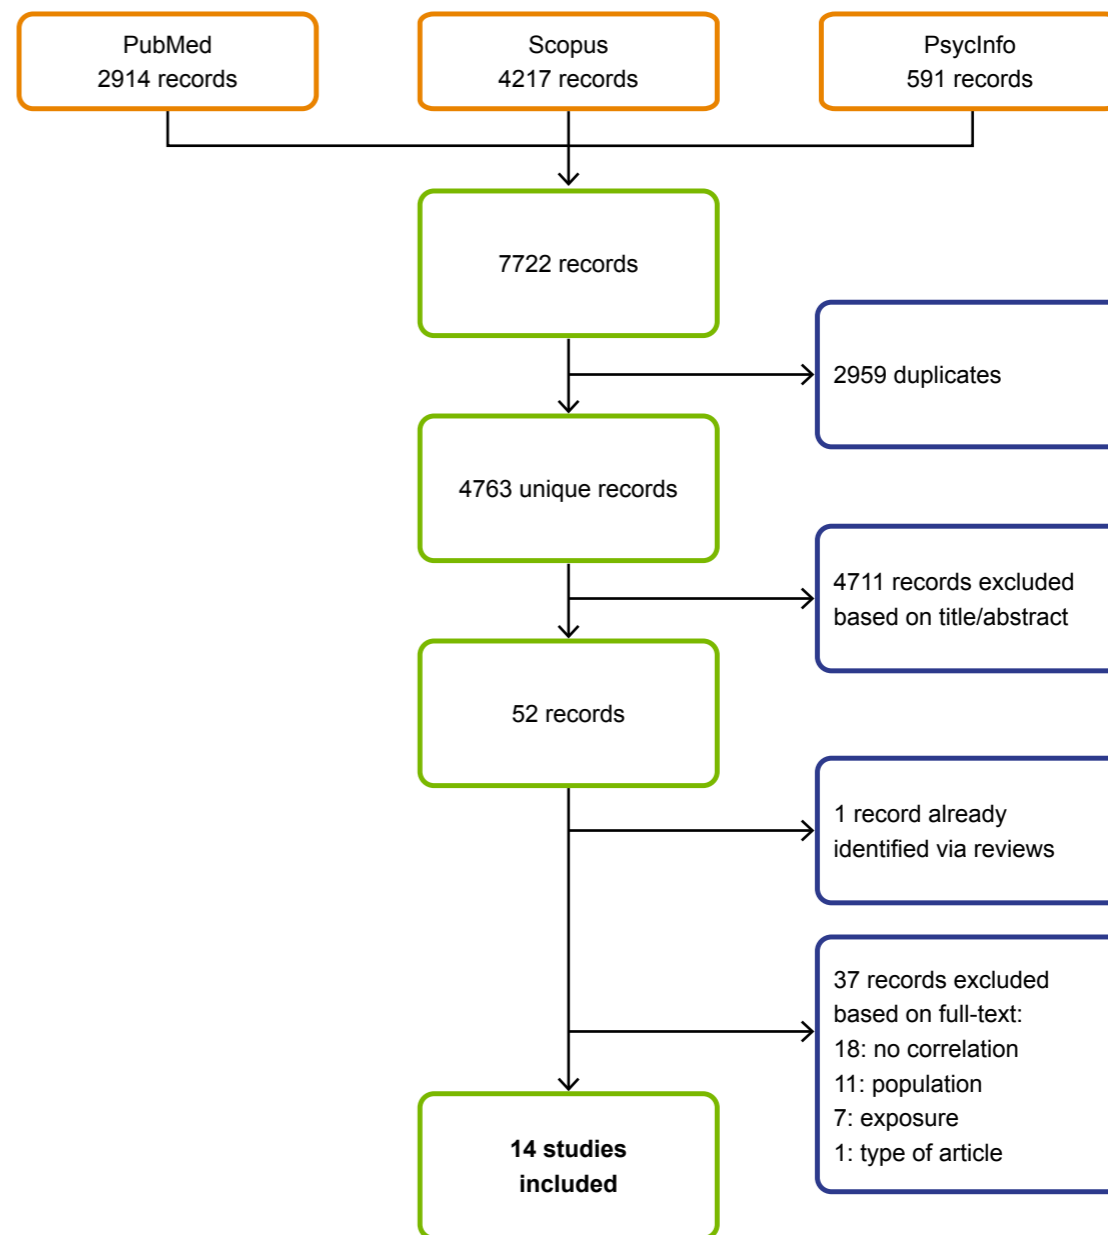 PubMed
2914 records
Scopus
4217 records
PsycInfo
591 records
7722 records
2959 duplicates
4763 unique records
4711 records excluded
based on title/abstract
52 records
1 record already
identified via reviews
37 records excluded
based on full-text:
18: no correlation
11: population
7: exposure
1: type of article
14 studies
included